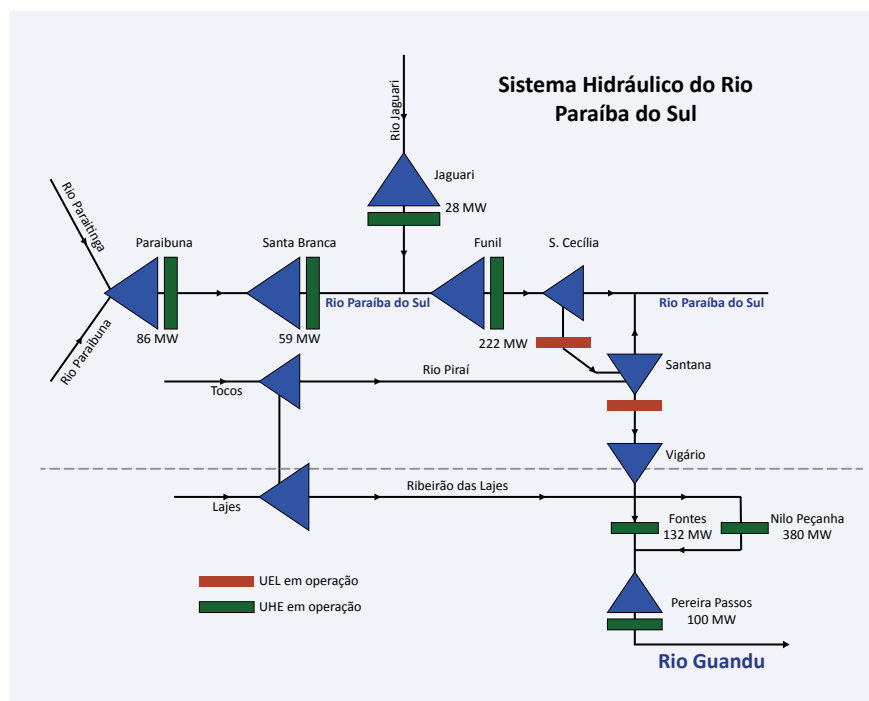 Sistema Hidráulico do Rio
Paraíba do Sul
Rio Jaguari
Jaguari
28 MW
Rio Paraitinga
Rio Paraibuna
Paraibuna
86 MW
Santa Branca
59 MW
Rio Paraíba do Sul
Funil
222 MW
S. Cecília
Rio Paraíba do Sul
Santana
Tocos
Rio Piraí
Vigário
Lajes
Ribeirão das Lajes
Fontes
132 MW
Nilo Peçanha
380 MW
UEL em operação
UHE em operação
Pereira Passos
100 MW
Rio Guandu